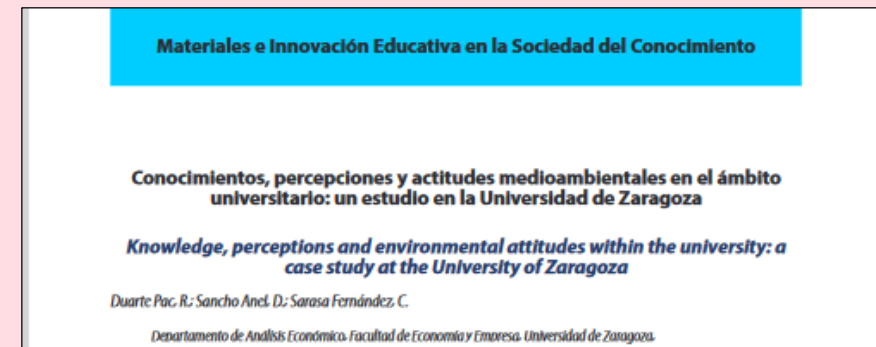 Materiales e Innovación Educativa en la Sociedad del Conocimiento
Conocimientos, percepciones y actitudes medioambientales en el ámbito
universitario: un estudio en la Universidad de Zaragoza
Knowledge, perceptions and environmental attitudes within the university: a
case study at the University of Zaragoza
Duarte Pac, R.; Sancho Anel, D.; Sarasa Fernández, C.
Departamento de Análisis Económico. Facultad de Economía y Empresa. Universidad de Zaragoza.